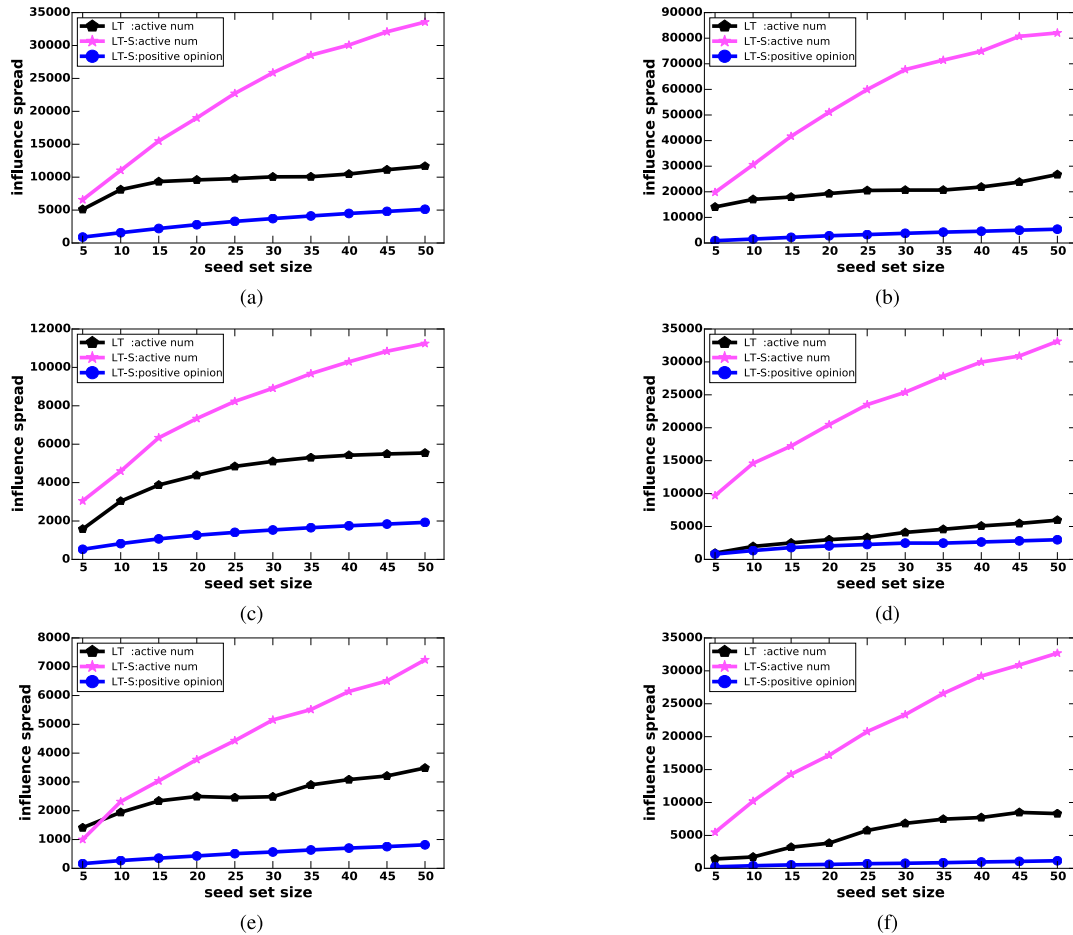 35000
30000
25000
20000
15000
10000
5000
0
influence spread
LT :active num
LT-S:active num
LT-S:positive opinion
5 10 15 20 25 30 35 40 45 50
seed set size
(a)
90000
80000
70000
60000
50000
40000
30000
20000
10000
0
influence spread
LT :active num
LT-S:active num
LT-S:positive opinion
5 10 15 20 25 30 35 40 45 50
seed set size
(b)
12000
10000
8000
6000
4000
2000
0
influence spread
LT :active num
LT-S:active num
LT-S:positive opinion
5 10 15 20 25 30 35 40 45 50
seed set size
(c)
35000
30000
25000
20000
15000
10000
5000
0
influence spread
LT :active num
LT-S:active num
LT-S:positive opinion
5 10 15 20 25 30 35 40 45 50
seed set size
(d)
8000
7000
6000
5000
4000
3000
2000
1000
0
influence spread
LT :active num
LT-S:active num
LT-S:positive opinion
5 10 15 20 25 30 35 40 45 50
seed set size
(e)
35000
30000
25000
20000
15000
10000
5000
0
influence spread
LT :active num
LT-S:active num
LT-S:positive opinion
5 10 15 20 25 30 35 40 45 50
seed set size
(f)